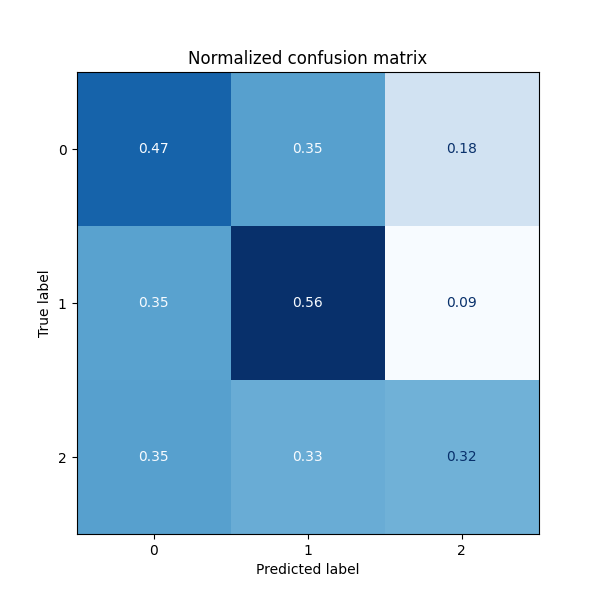 Normalized confusion matrix
True label
0
0.47 0.35 0.18
1
0.35 0.56 0.09
2
0.35 0.33 0.32
0 1 2
Predicted label